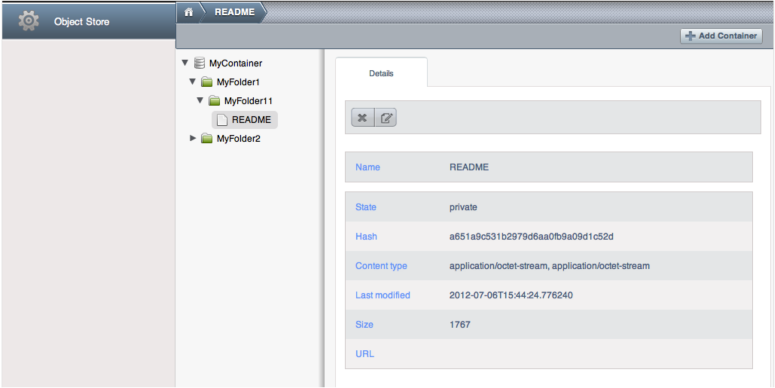 Object Store
README
Add Container
MyContainer
MyFolder1
MyFolder11
README
MyFolder2
Details
Name README
State private
Hash a651a9c531b2979d6aa0fb9a09d1c52d
Content type application/octet-stream, application/octet-stream
Last modified 2012-07-06T15:44:24.776240
Size 1767
URL